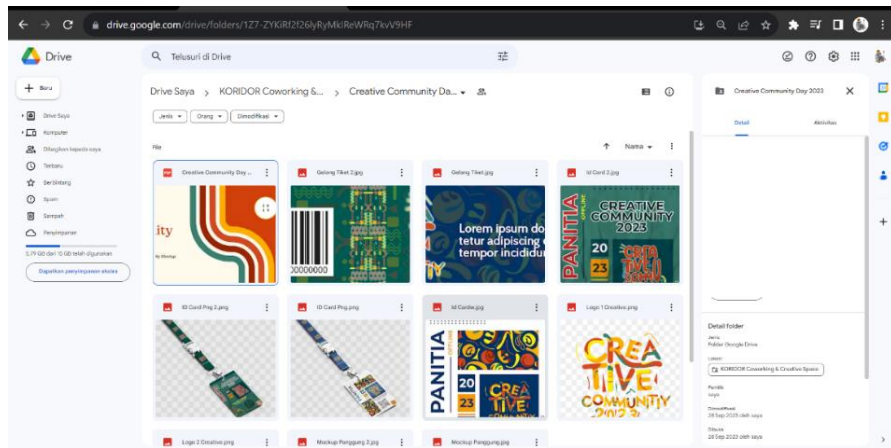 drive.google.com/drive/folders/1Z7-ZYKiRf2f26lyRyMklReWRq7kvV9HF
Drive
Telusuri di Drive
Baru
Drive Saya
Komputer
Dibagikan kepada saya
Terbaru
Berbintang
Spam
Sampah
Penyimpanan
5,79 GB dari 15 GB telah digunakan
Dapatkan penyimpanan ekstra
Drive Saya > KORIDOR Coworking &... > Creative Community Da...
Jenis
Orang
Dimodifikasi
File
Nama
Creative Community Day ...
Gelang Tiket 2.jpg
Gelang Tiket.jpg
Id Card 2.jpg
ity
00000000
Lorem ipsum do
tetur adipiscing
tempor incididu
PANITIA
OFFLINE
CREATIVE
COMMUNITY
2023
20
23
ID Card Png 2.png
ID Card Png.png
Id Cardss.jpg
Logo 1 Creative.png
PANITIA
20
23
CREA
TIVE
CREA
TIVE
COMMUNITY
2023
Logo 2 Creative.png
Mockup Panggung 2.jpg
Mockup Panggung.jpg
Creative Community Day 2023
Detail
Aktivitas
Detail folder
Jenis
Folder Google Drive
Lokasi
KORIDOR Coworking & Creative Space
Pemilik
saya
Dimodifikasi
28 Sep 2023 oleh saya
Dibuat
28 Sep 2023 oleh saya